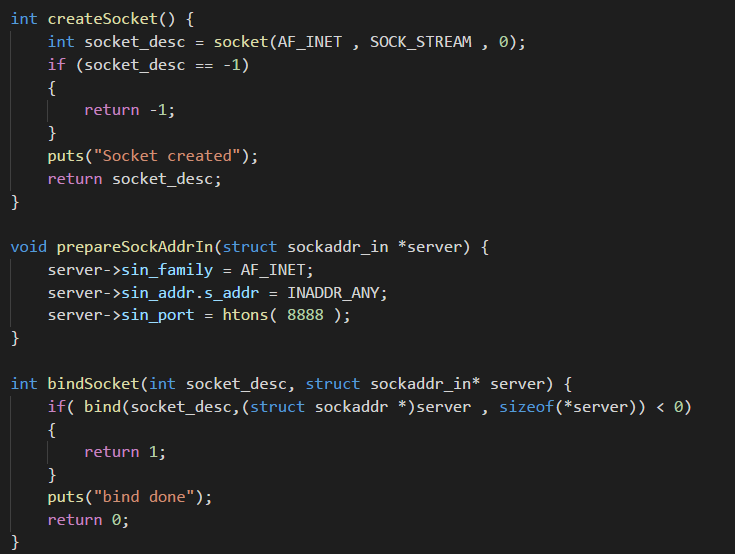 int createSocket() {
    int socket_desc = socket(AF_INET , SOCK_STREAM , 0);
    if (socket_desc == -1)
    {
        return -1;
    }
    puts("Socket created");
    return socket_desc;
}

void prepareSockAddrIn(struct sockaddr_in *server) {
    server->sin_family = AF_INET;
    server->sin_addr.s_addr = INADDR_ANY;
    server->sin_port = htons( 8888 );
}

int bindSocket(int socket_desc, struct sockaddr_in* server) {
    if( bind(socket_desc,(struct sockaddr *)server , sizeof(*server)) < 0)
    {
        return 1;
    }
    puts("bind done");
    return 0;
}